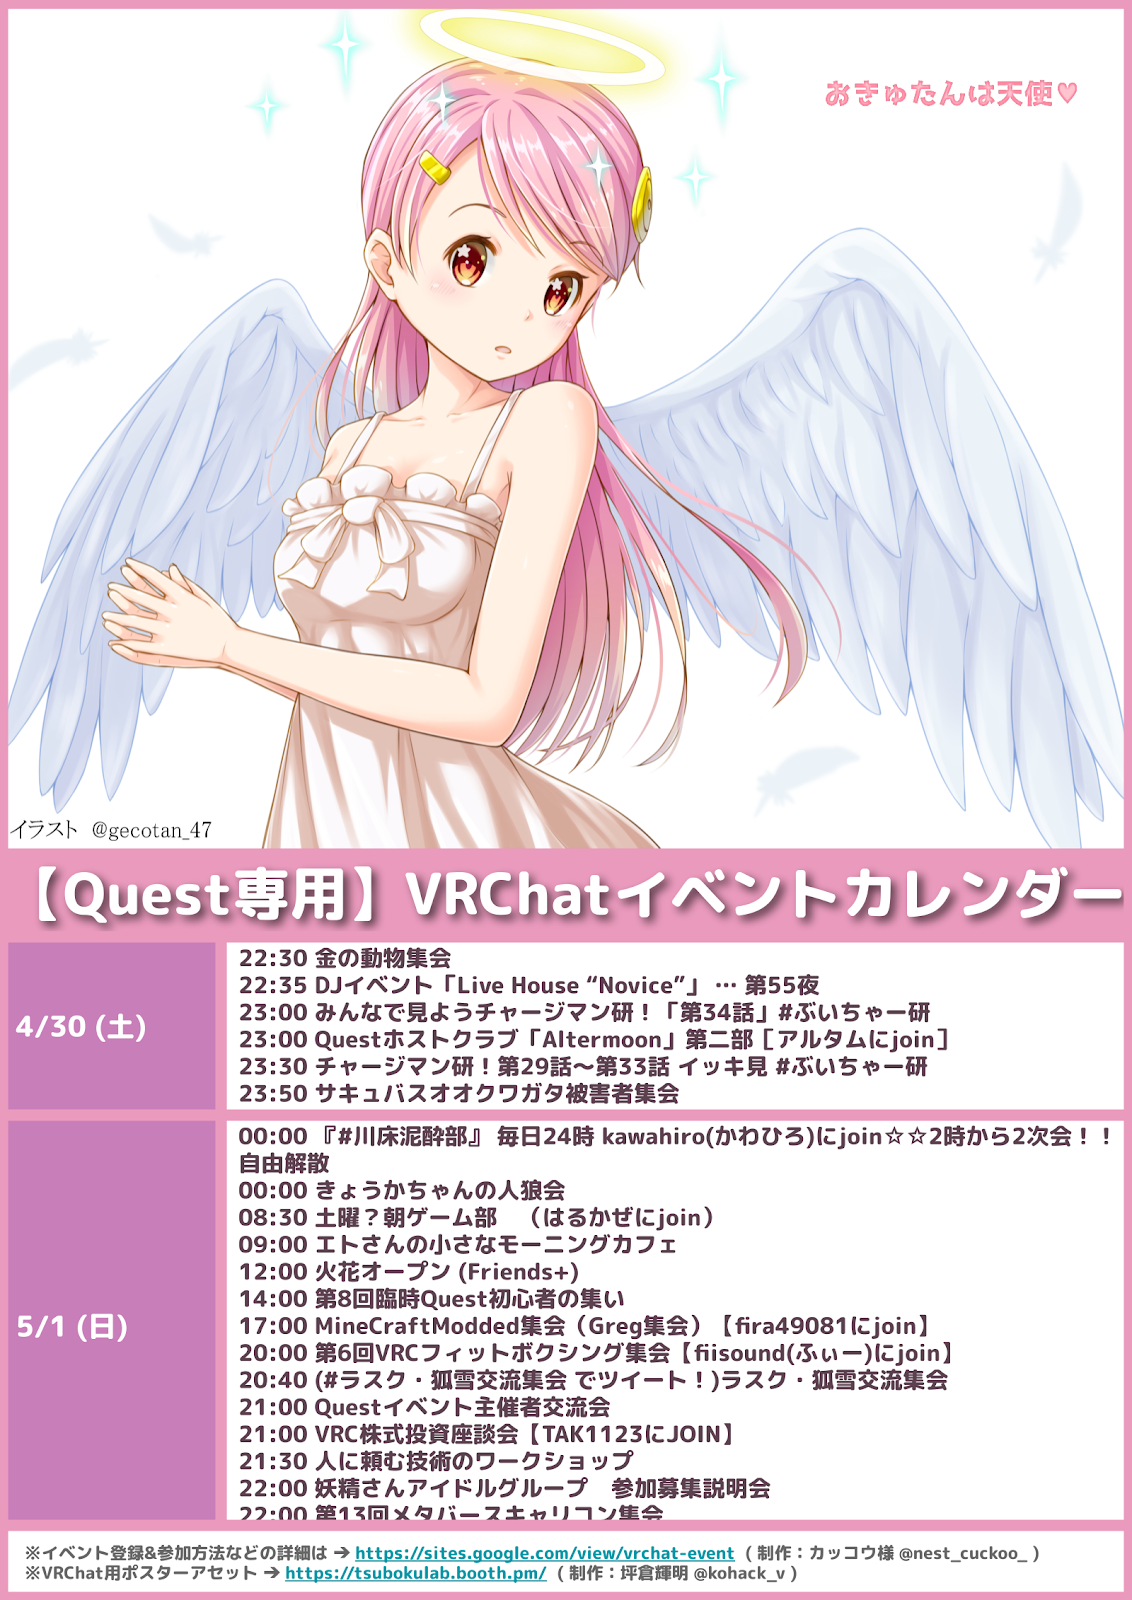 おきゅたんは天使♥
イラスト @gecotan_47
【Quest専用】VRChatイベントカレンダー
4/30 (土)
22:30 金の動物集会
22:35 DJイベント「Live House “Novice”」 … 第55夜
23:00 みんなで見ようチャージマン研！「第34話」#ぶいちゃー研
23:00 Questホストクラブ「Altermoon」第二部［アルタムにjoin］
23:30 チャージマン研！第29話～第33話 イッキ見 #ぶいちゃー研
23:50 サキュバスオオクワガタ被害者集会
5/1 (日)
00:00 『#川床泥酔部』 毎日24時 kawahiro(かわひろ)にjoin☆☆2時から2次会！！
自由解散
00:00 きょうかちゃんの人狼会
08:30 土曜？朝ゲーム部　（はるかぜにjoin）
09:00 エトさんの小さなモーニングカフェ
12:00 火花オープン (Friends+)
14:00 第8回臨時Quest初心者の集い
17:00 MineCraftModded集会（Greg集会）【fira49081にjoin】
20:00 第6回VRCフィットボクシング集会【fiisound(ふぃー)にjoin】
20:40 (#ラスク・狐雪交流集会 でツイート！)ラスク・狐雪交流集会
21:00 Questイベント主催者交流会
21:00 VRC株式投資座談会【TAK1123にJOIN】
21:30 人に頼む技術のワークショップ
22:00 妖精さんアイドルグループ　参加募集説明会
22:00 第13回メタバースキャリコン集会
※イベント登録&参加方法などの詳細は → https://sites.google.com/view/vrchat-event ( 制作：カッコウ様 @nest_cuckoo_ )
※VRChat用ポスターアセット → https://tsubokulab.booth.pm/ ( 制作：坪倉輝明 @kohack_v )